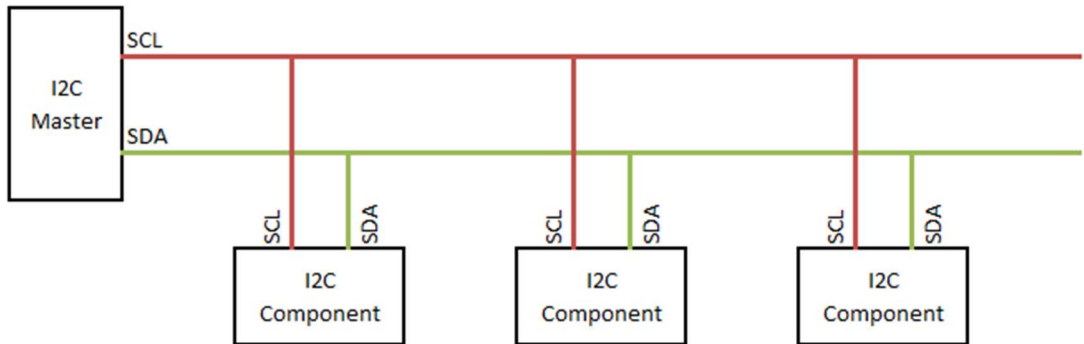 SCL
I2C
Master
SDA
SCL
SDA
SCL
SDA
SCL
SDA
I2C
Component
I2C
Component
I2C
Component